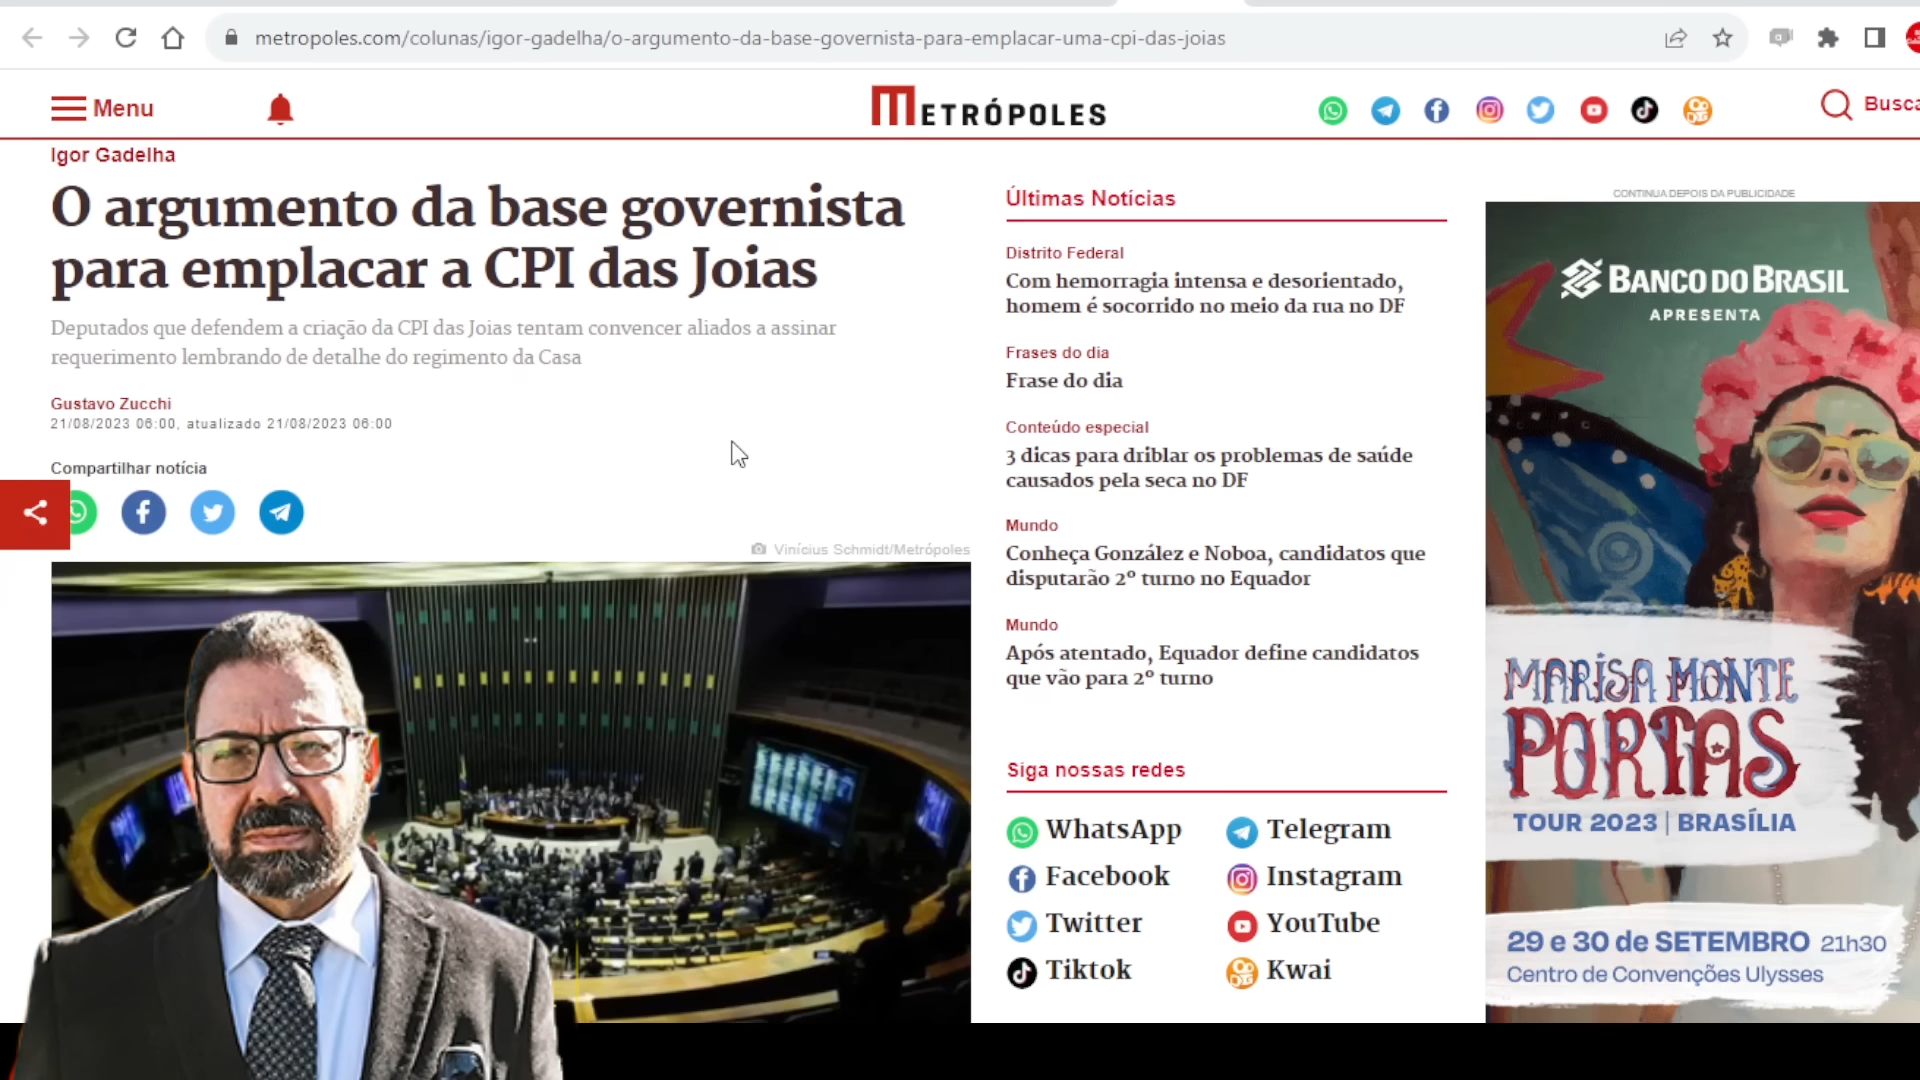 metropoles.com/colunas/igor-gadelha/o-argumento-da-base-governista-para-emplacar-uma-cpi-das-joias
Menu
METRÓPOLES
Busca
Igor Gadelha
O argumento da base governista
para emplacar a CPI das Joias
Deputados que defendem a criação da CPI das Joias tentam convencer aliados a assinar
requerimento lembrando de detalhe do regimento da Casa
Gustavo Zucchi
21/08/2023 06:00, atualizado 21/08/2023 06:00
Compartilhar notícia
Vinícius Schmidt/Metrópoles
Últimas Notícias
Distrito Federal
Com hemorragia intensa e desorientado,
homem é socorrido no meio da rua no DF
Frases do dia
Frase do dia
Conteúdo especial
3 dicas para driblar os problemas de saúde
causados pela seca no DF
Mundo
Conheça González e Noboa, candidatos que
disputarão 2º turno no Equador
Mundo
Após atentado, Equador define candidatos
que vão para 2º turno
Siga nossas redes
WhatsApp
Telegram
Facebook
Instagram
Twitter
YouTube
Tiktok
Kwai
CONTINUA DEPOIS DA PUBLICIDADE
BANCO DO BRASIL
APRESENTA
MARISA MONTE
PORTAS
TOUR 2023 | BRASÍLIA
29 e 30 de SETEMBRO 21h30
Centro de Convenções Ulysses